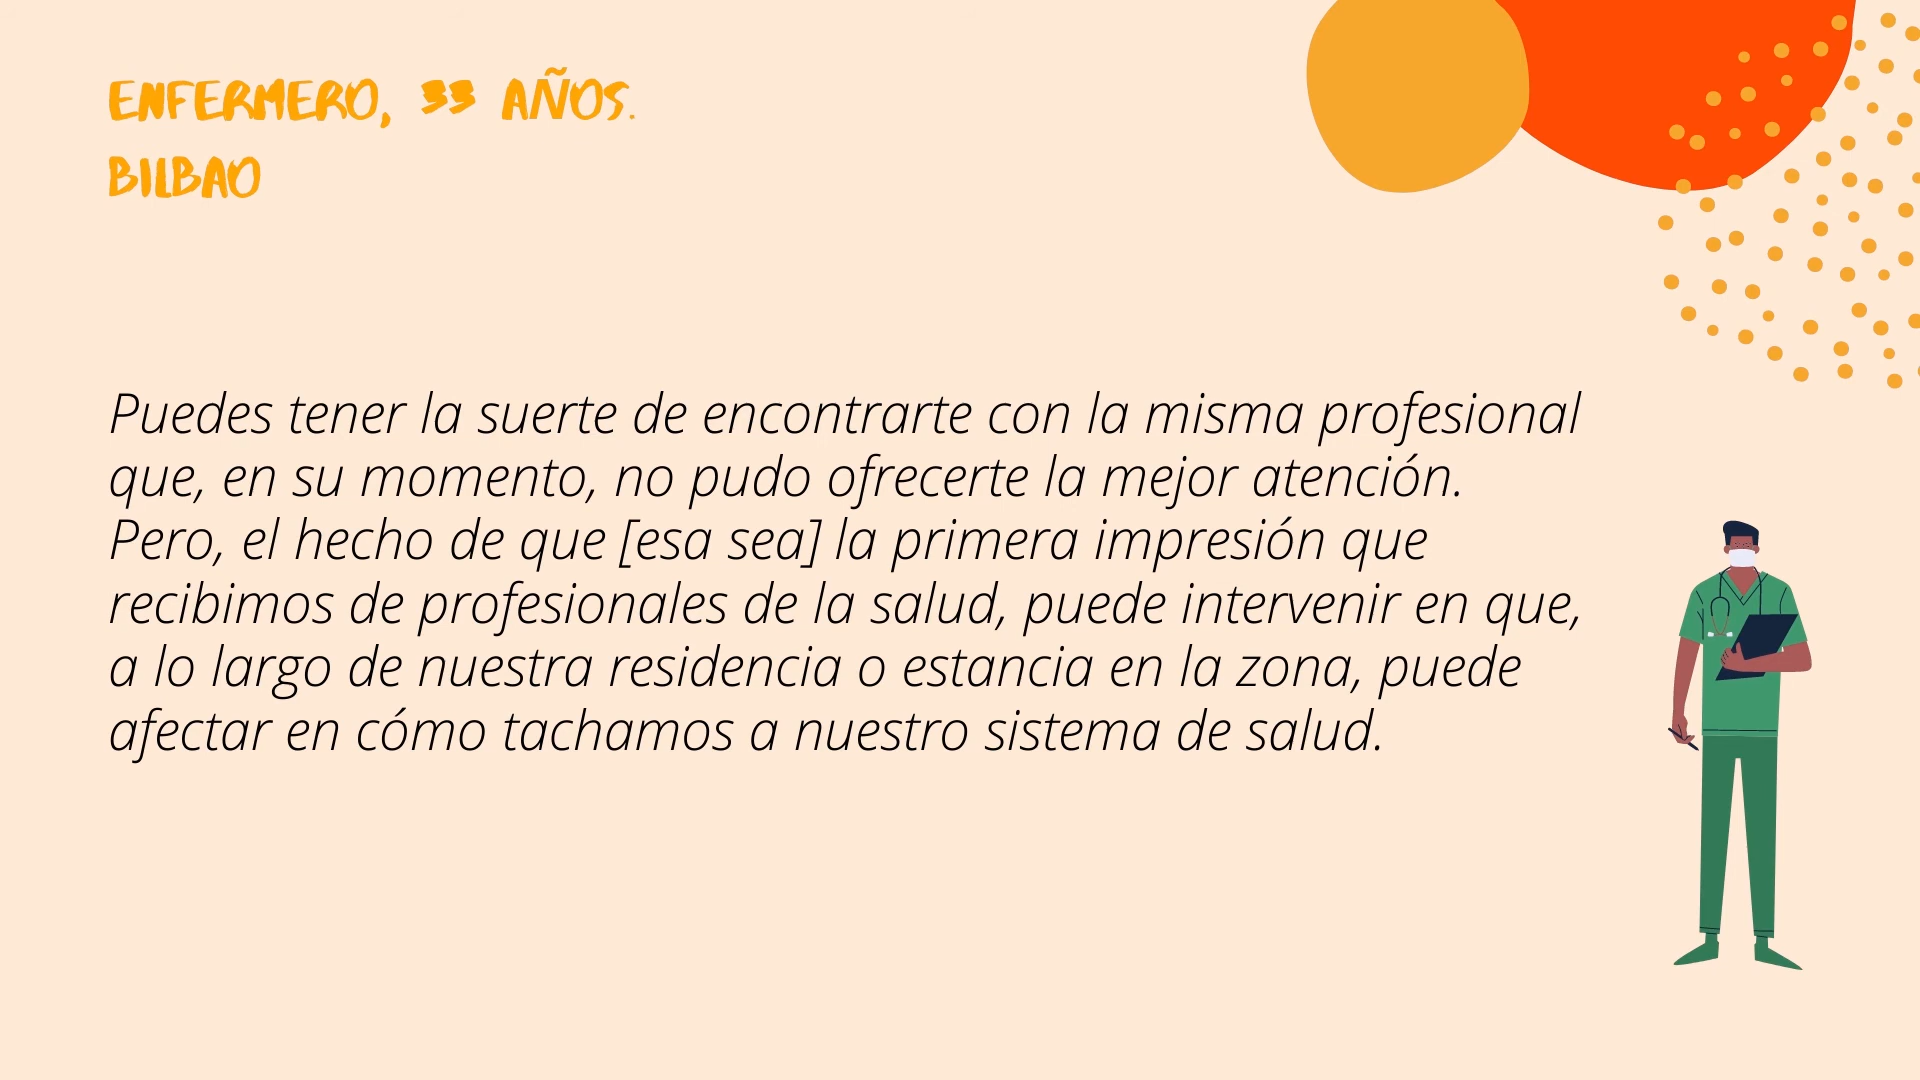 ENFERMERO, 33 AÑOS.
BILBAO
Puedes tener la suerte de encontrarte con la misma profesional
que, en su momento, no pudo ofrecerte la mejor atención.
Pero, el hecho de que [esa sea] la primera impresión que
recibimos de profesionales de la salud, puede intervenir en que,
a lo largo de nuestra residencia o estancia en la zona, puede
afectar en cómo tachamos a nuestro sistema de salud.